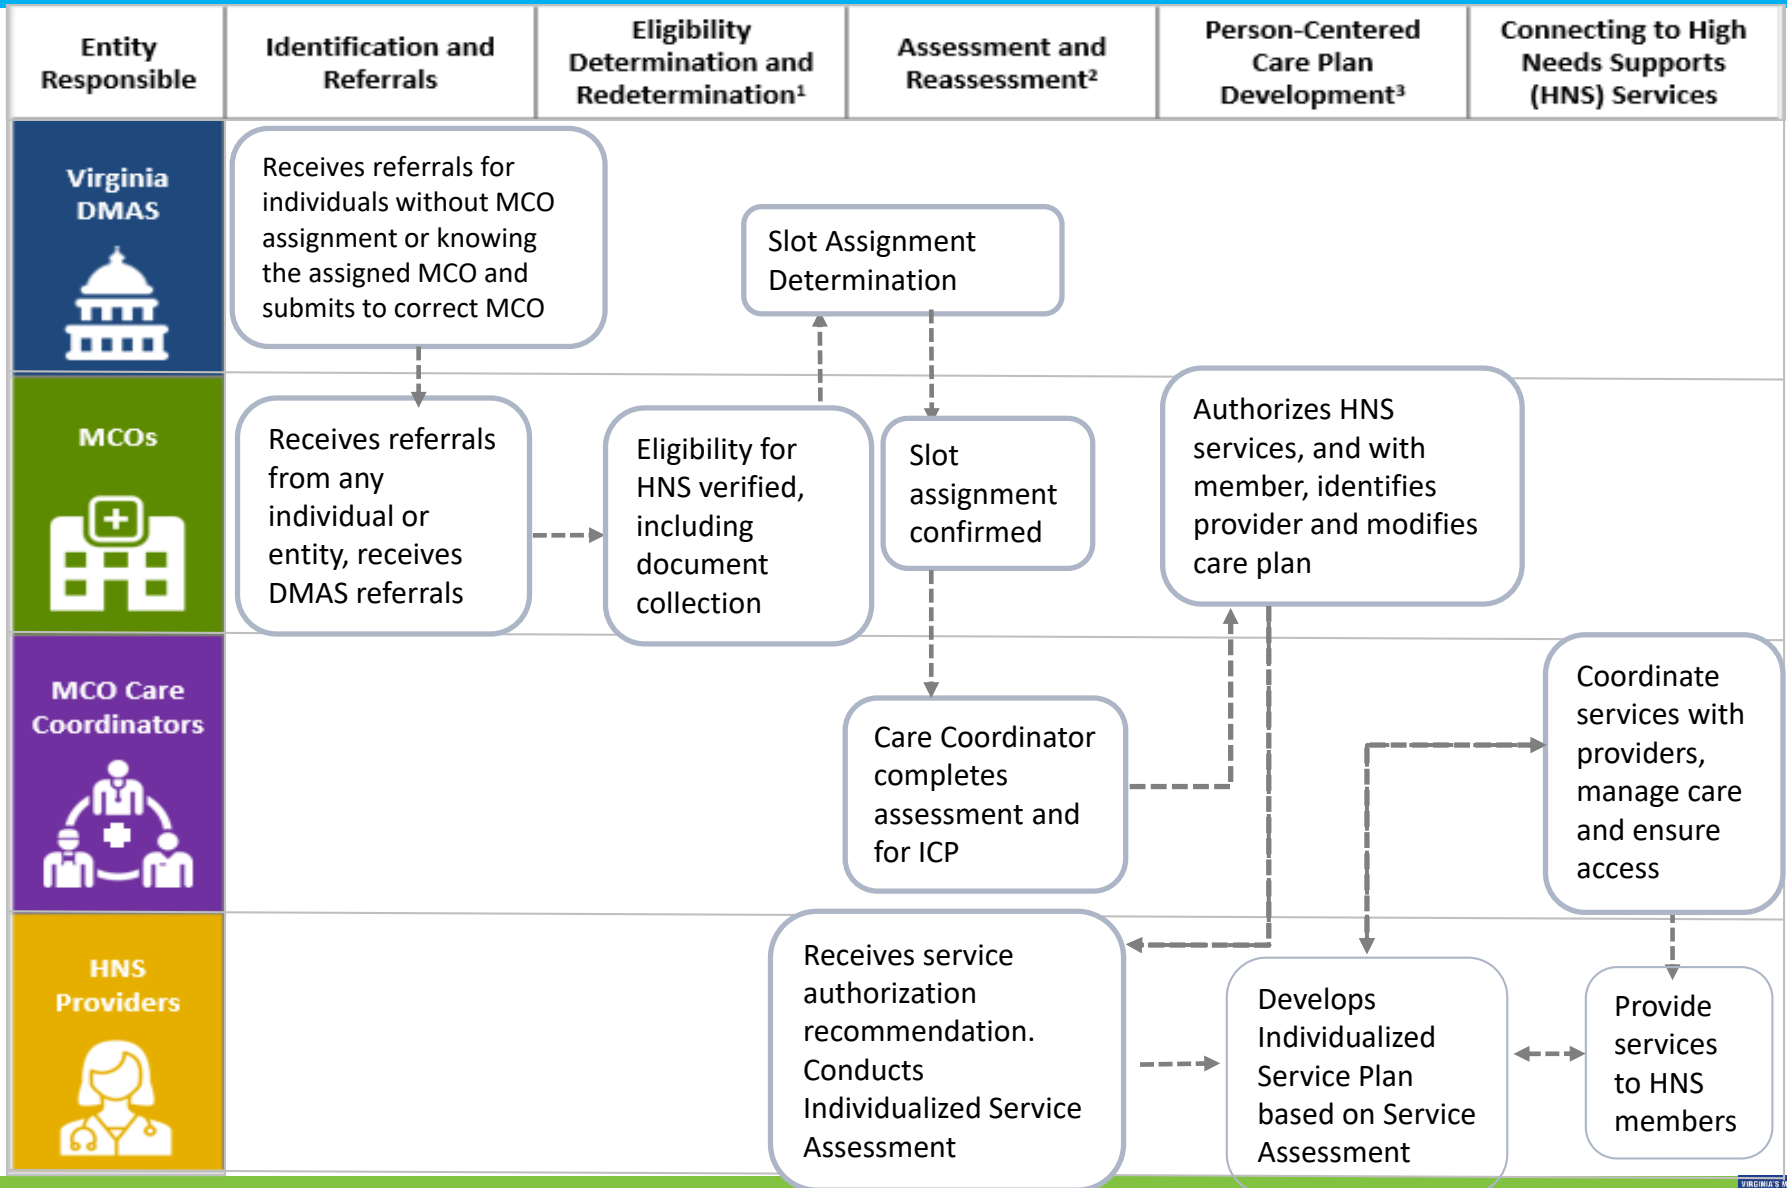 Entity
Responsible
Identification and
Referrals
Eligibility
Determination and
Redetermination¹
Assessment and
Reassessment²
Person-Centered
Care Plan
Development³
Connecting to High
Needs Supports
(HNS) Services
Virginia
DMAS
Receives referrals for
individuals without MCO
assignment or knowing
the assigned MCO and
submits to correct MCO
Slot Assignment
Determination
MCOs
Receives referrals
from any
individual or
entity, receives
DMAS referrals
Eligibility for
HNS verified,
including
document
collection
Slot
assignment
confirmed
Authorizes HNS
services, and with
member, identifies
provider and modifies
care plan
MCO Care
Coordinators
Care Coordinator
completes
assessment and
for ICP
Coordinate
services with
providers,
manage care
and ensure
access
HNS
Providers
Receives service
authorization
recommendation.
Conducts
Individualized Service
Assessment
Develops
Individualized
Service Plan
based on Service
Assessment
Provide
services
to HNS
members
VIRGINIA'S